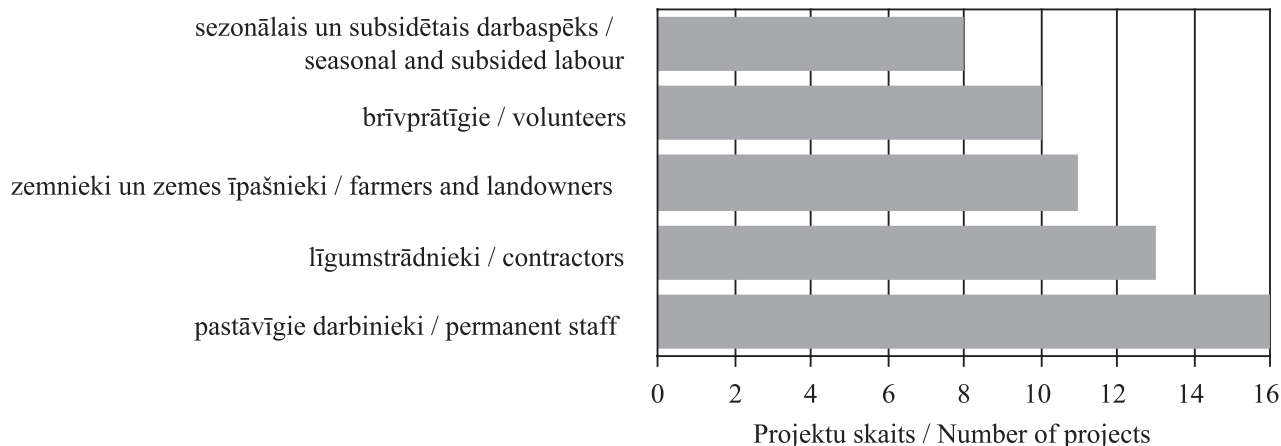 sezonālais un subsidētais darbaspēks /
seasonal and subsided labour
brīvprātīgie / volunteers
zemnieki un zemes īpašnieki / farmers and landowners
līgumstrādnieki / contractors
pastāvīgie darbinieki / permanent staff
0 2 4 6 8 10 12 14 16
Projektu skaits / Number of projects